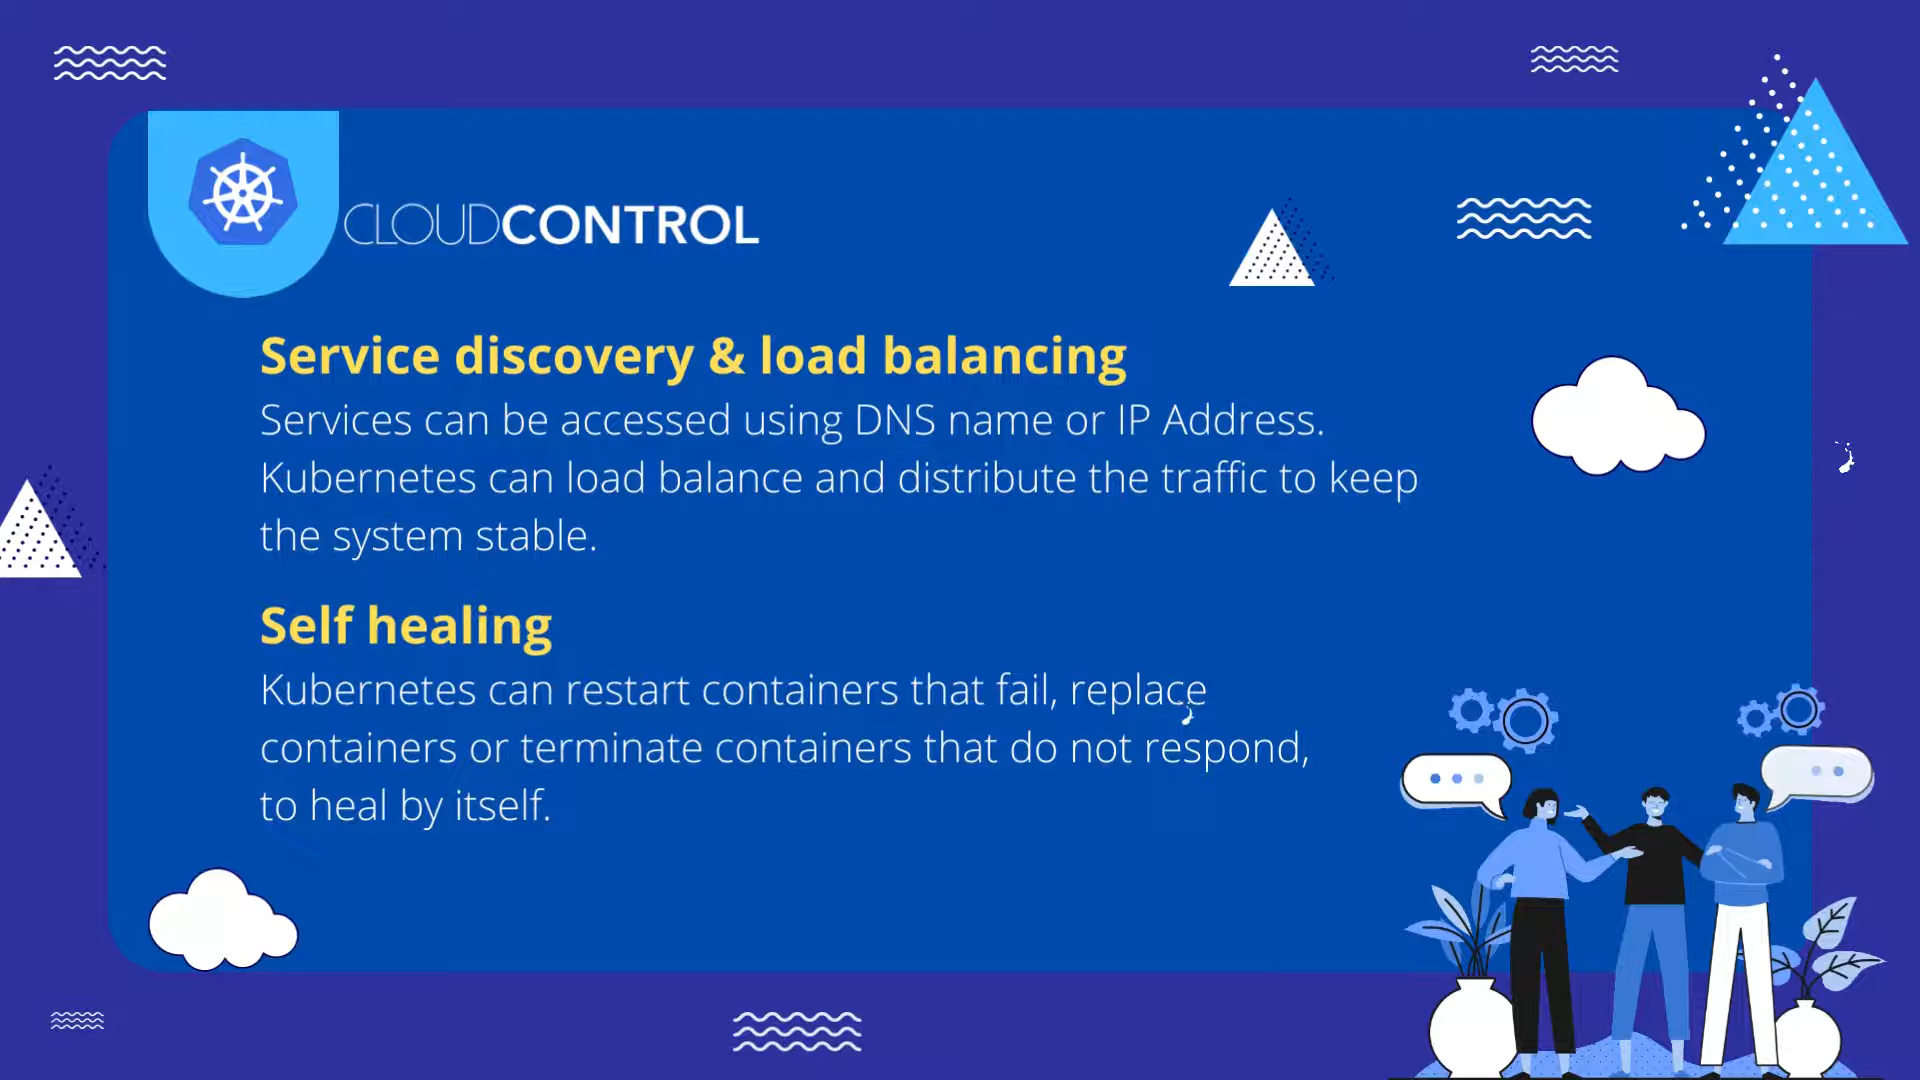 CLOUDCONTROL
Service discovery & load balancing
Services can be accessed using DNS name or IP Address.
Kubernetes can load balance and distribute the traffic to keep
the system stable.
Self healing
Kubernetes can restart containers that fail, replace
containers or terminate containers that do not respond,
to heal by itself.